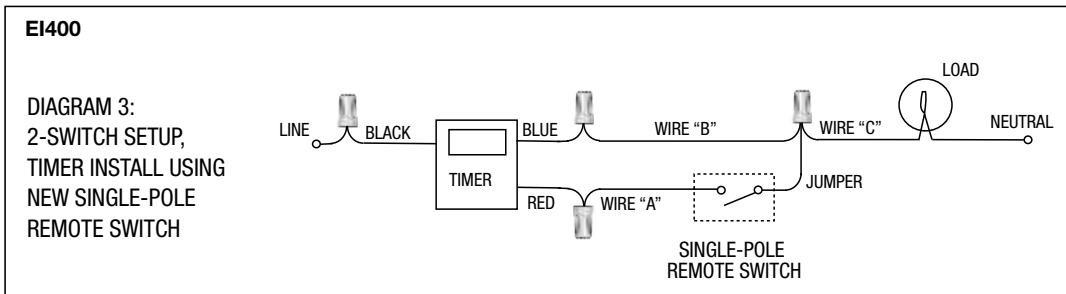 EI400
DIAGRAM 3:
2-SWITCH SETUP,
TIMER INSTALL USING
NEW SINGLE-POLE
REMOTE SWITCH
LINE
BLACK
TIMER
BLUE
RED
WIRE “B”
WIRE “A”
WIRE “C”
JUMPER
LOAD
NEUTRAL
SINGLE-POLE
REMOTE SWITCH